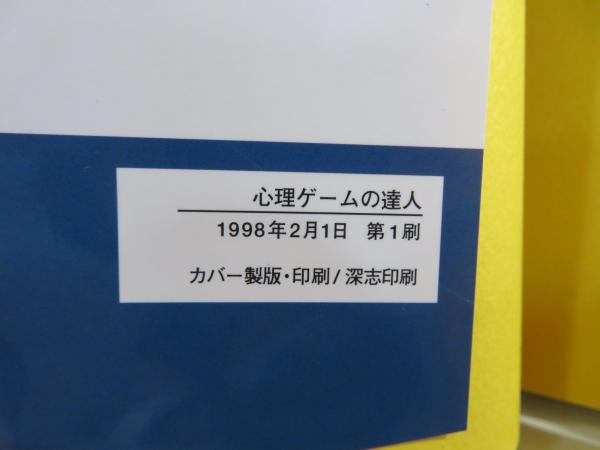 心理ゲームの達人
1998年2月1日　第1刷
カバー製版・印刷/深志印刷